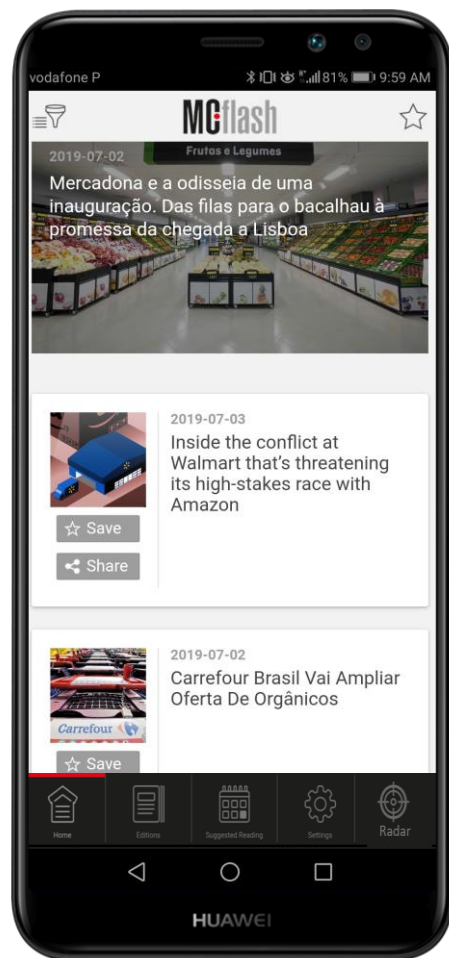 vodafone P
81% 9:59 AM
MCflash
2019-07-02
Frutas e Legumes
Mercadona e a odisseia de uma
inauguração. Das filas para o bacalhau à
promessa da chegada a Lisboa
2019-07-03
Inside the conflict at
Walmart that's threatening
its high-stakes race with
Amazon
Save
Share
2019-07-02
Carrefour Brasil Vai Ampliar
Oferta De Orgânicos
Carrefour
Save
Home
Editions
Suggested Reading
Settings
Radar
HUAWEI